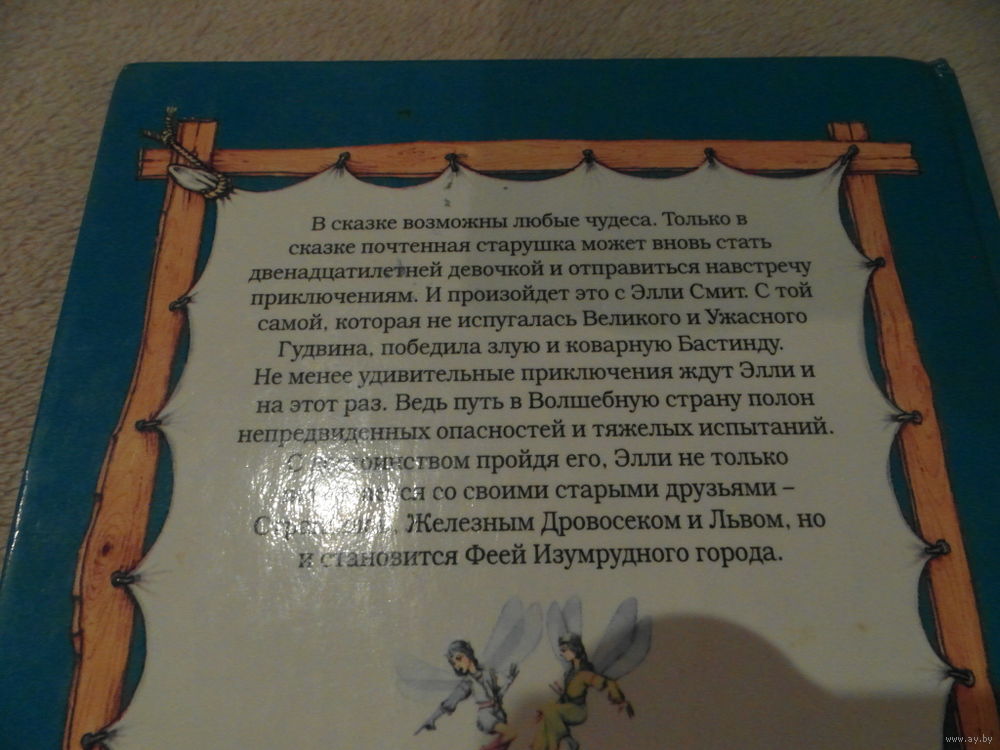 В сказке возможны любые чудеса. Только в
сказке почтенная старушка может вновь стать
двенадцатилетней девочкой и отправиться навстречу
приключениям. И произойдет это с Элли Смит. С той
самой, которая не испугалась Великого и Ужасного
Гудвина, победила злую и коварную Бастинду.
Не менее удивительные приключения ждут Элли и
на этот раз. Ведь путь в Волшебную страну полон
непредвиденных опасностей и тяжелых испытаний.
С достоинством пройдя его, Элли не только
со своими старыми друзьями –
Железным Дровосеком и Львом, но
и становится Феей Изумрудного города.
www.ay.by